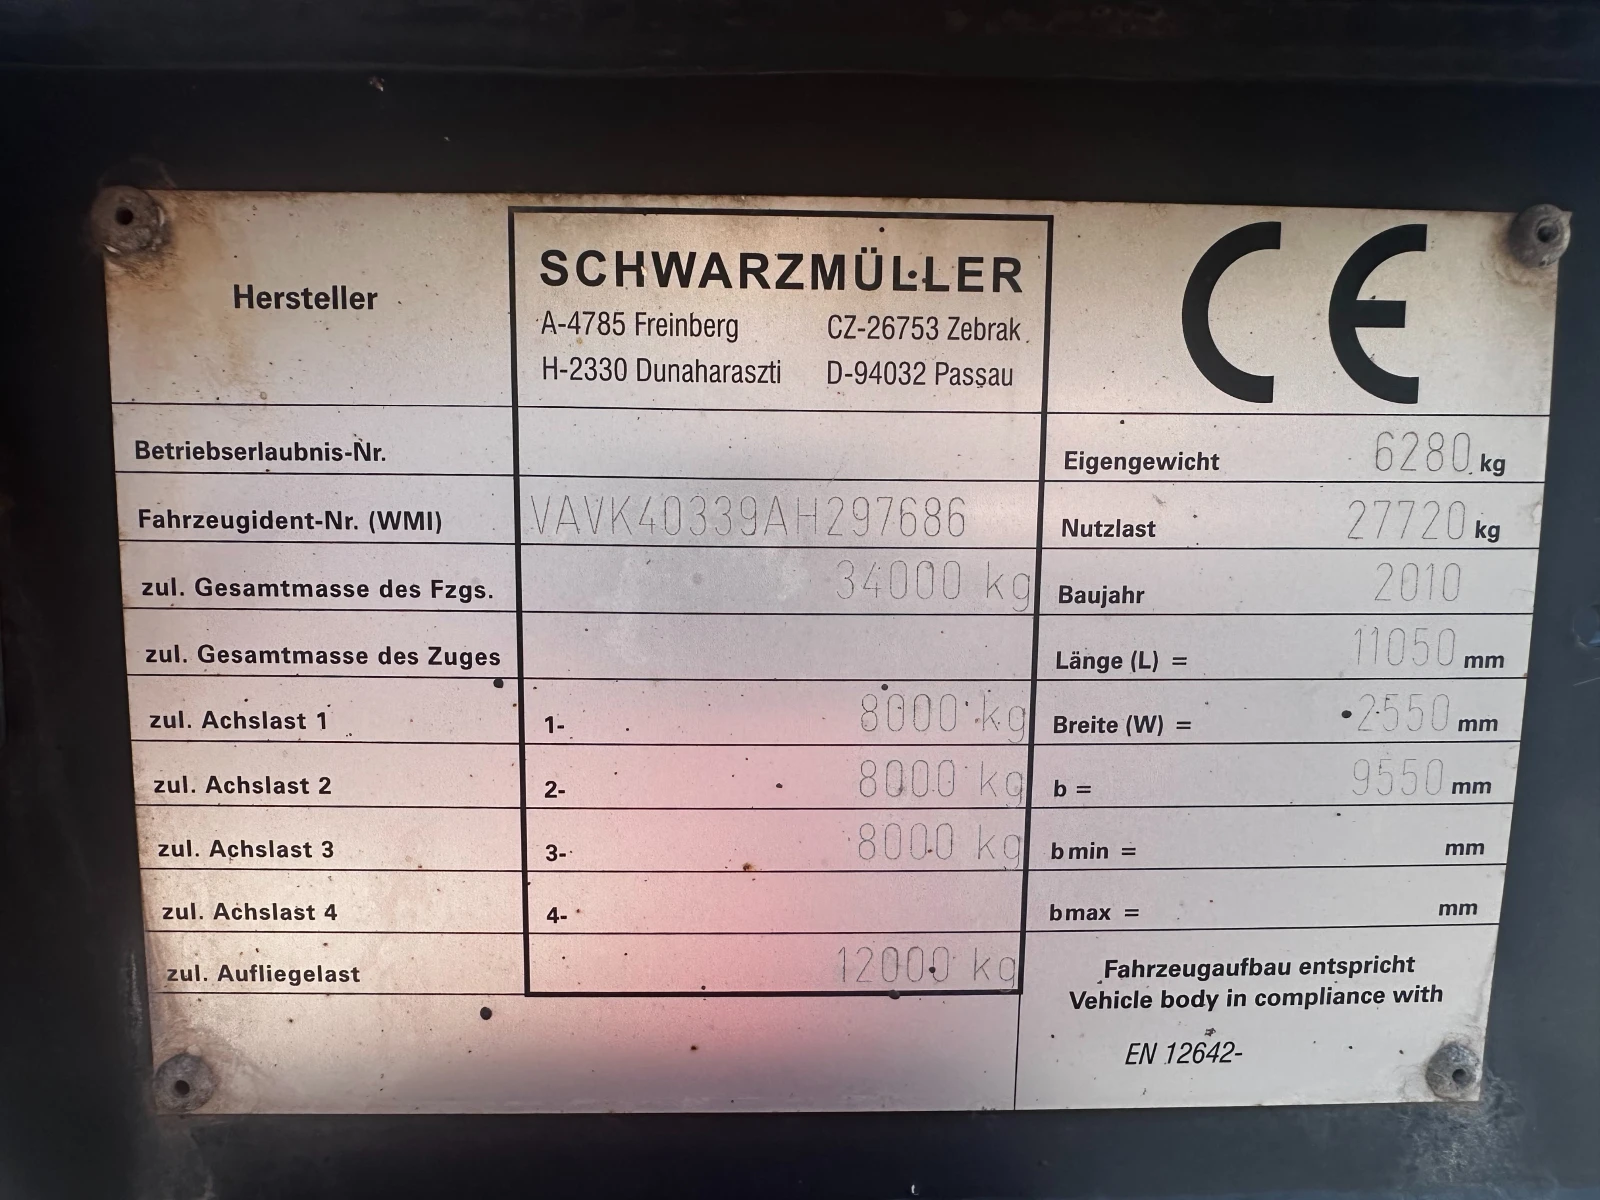 Hersteller
SCHWARZMÜLLER
A-4785 Freinberg CZ-26753 Zebrak
H-2330 Dunaharaszti D-94032 Passau
CE
Betriebserlaubnis-Nr.
Eigengewicht 6280 kg
Fahrzeugident-Nr. (WMI) VAVK40339AH297686
Nutzlast 27720 kg
zul. Gesamtmasse des Fzgs. 34000 kg
Baujahr 2010
zul. Gesamtmasse des Zuges
Länge (L) = 11050 mm
zul. Achslast 1 1- 8000 kg
Breite (W) = 2550 mm
zul. Achslast 2 2- 8000 kg
b = 9550 mm
zul. Achslast 3 3- 8000 kg
b min = mm
zul. Achslast 4 4-
bmax = mm
zul. Aufliegelast 12000 kg
Fahrzeugaufbau entspricht
Vehicle body in compliance with
EN 12642-